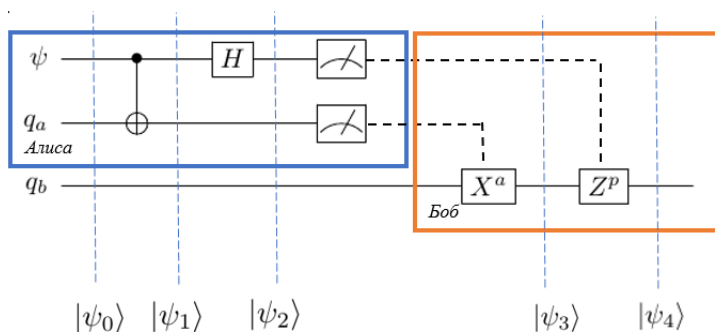 ψ H
q_a
Алиса
q_b X^a Z^p
Боб
|ψ_0⟩ |ψ_1⟩ |ψ_2⟩ |ψ_3⟩ |ψ_4⟩